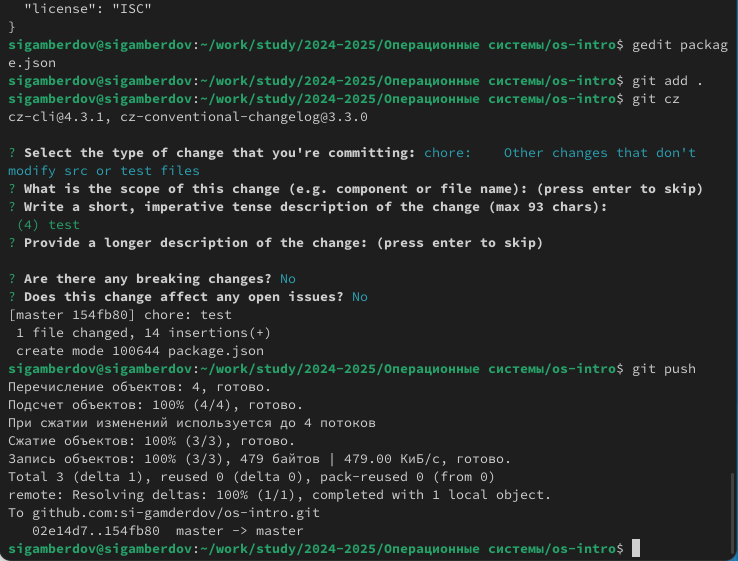 "license": "ISC"
}
sigamberdov@sigamberdov:~/work/study/2024-2025/Операционные системы/os-intro$ gedit packag
e.json
sigamberdov@sigamberdov:~/work/study/2024-2025/Операционные системы/os-intro$ git add .
sigamberdov@sigamberdov:~/work/study/2024-2025/Операционные системы/os-intro$ git cz
cz-cli@4.3.1, cz-conventional-changelog@3.3.0

? Select the type of change that you're committing: chore:    Other changes that don't
modify src or test files
? What is the scope of this change (e.g. component or file name): (press enter to skip)
? Write a short, imperative tense description of the change (max 93 chars):
 (4) test
? Provide a longer description of the change: (press enter to skip)

? Are there any breaking changes? No
? Does this change affect any open issues? No
[master 154fb80] chore: test
 1 file changed, 14 insertions(+)
 create mode 100644 package.json
sigamberdov@sigamberdov:~/work/study/2024-2025/Операционные системы/os-intro$ git push
Перечисление объектов: 4, готово.
Подсчет объектов: 100% (4/4), готово.
При сжатии изменений используется до 4 потоков
Сжатие объектов: 100% (3/3), готово.
Запись объектов: 100% (3/3), 479 байтов | 479.00 КиБ/с, готово.
Total 3 (delta 1), reused 0 (delta 0), pack-reused 0 (from 0)
remote: Resolving deltas: 100% (1/1), completed with 1 local object.
To github.com:si-gamderdov/os-intro.git
   02e14d7..154fb80  master -> master
sigamberdov@sigamberdov:~/work/study/2024-2025/Операционные системы/os-intro$